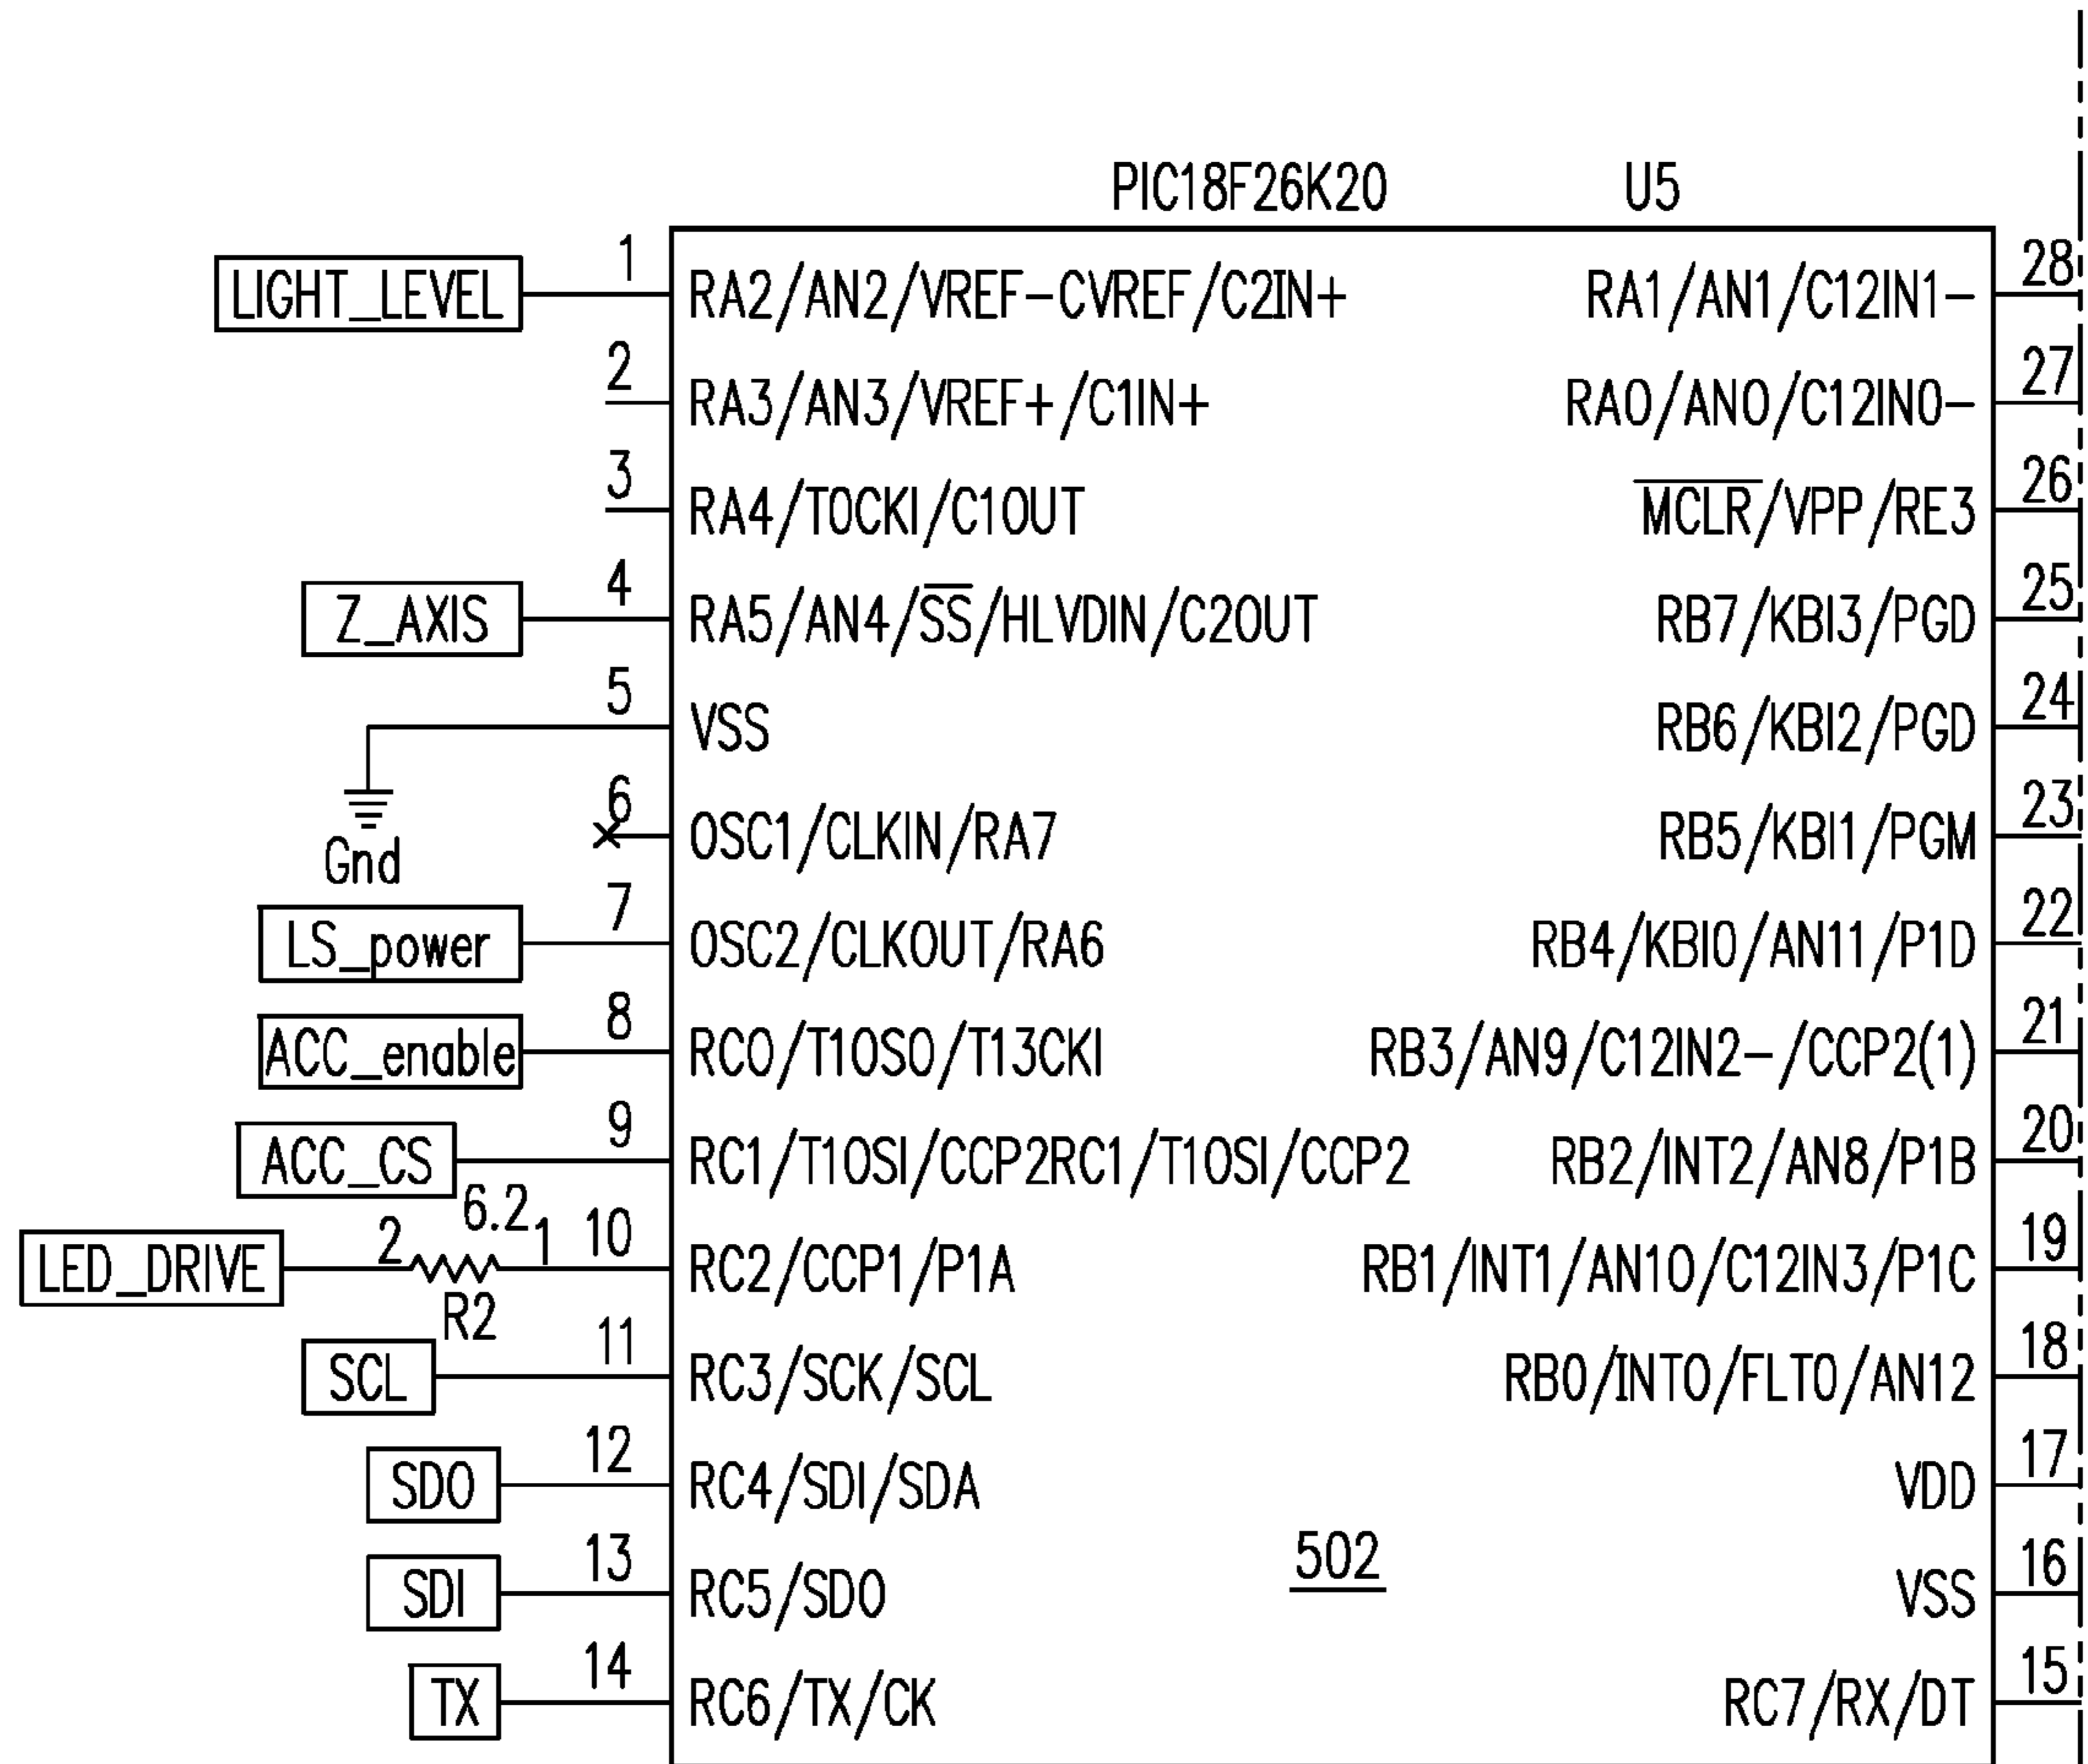 PIC18F26K20 U5
LIGHT_LEVEL 1 RA2/AN2/VREF-CVREF/C2IN+ RA1/AN1/C12IN1- 28
2 RA3/AN3/VREF+/C1IN+ RA0/AN0/C12IN0- 27
3 RA4/TOCKI/C1OUT MCLR/VPP/RE3 26
Z_AXIS 4 RA5/AN4/SS/HLVDIN/C2OUT RB7/KBI3/PGD 25
5 VSS RB6/KBI2/PGD 24
6 OSC1/CLKIN/RA7 RB5/KBI1/PGM 23
Gnd
LS_power 7 OSC2/CLKOUT/RA6 RB4/KBI0/AN11/P1D 22
ACC_enable 8 RC0/T1OSO/T13CKI RB3/AN9/C12IN2-/CCP2(1) 21
ACC_CS 9 RC1/T1OSI/CCP2RC1/T1OSI/CCP2 RB2/INT2/AN8/P1B 20
LED_DRIVE 2 6.2 1 10 RC2/CCP1/P1A RB1/INT1/AN10/C12IN3/P1C 19
R2
SCL 11 RC3/SCK/SCL RB0/INT0/FLT0/AN12 18
SDO 12 RC4/SDI/SDA VDD 17
SDI 13 RC5/SDO 502 VSS 16
TX 14 RC6/TX/CK RC7/RX/DT 15